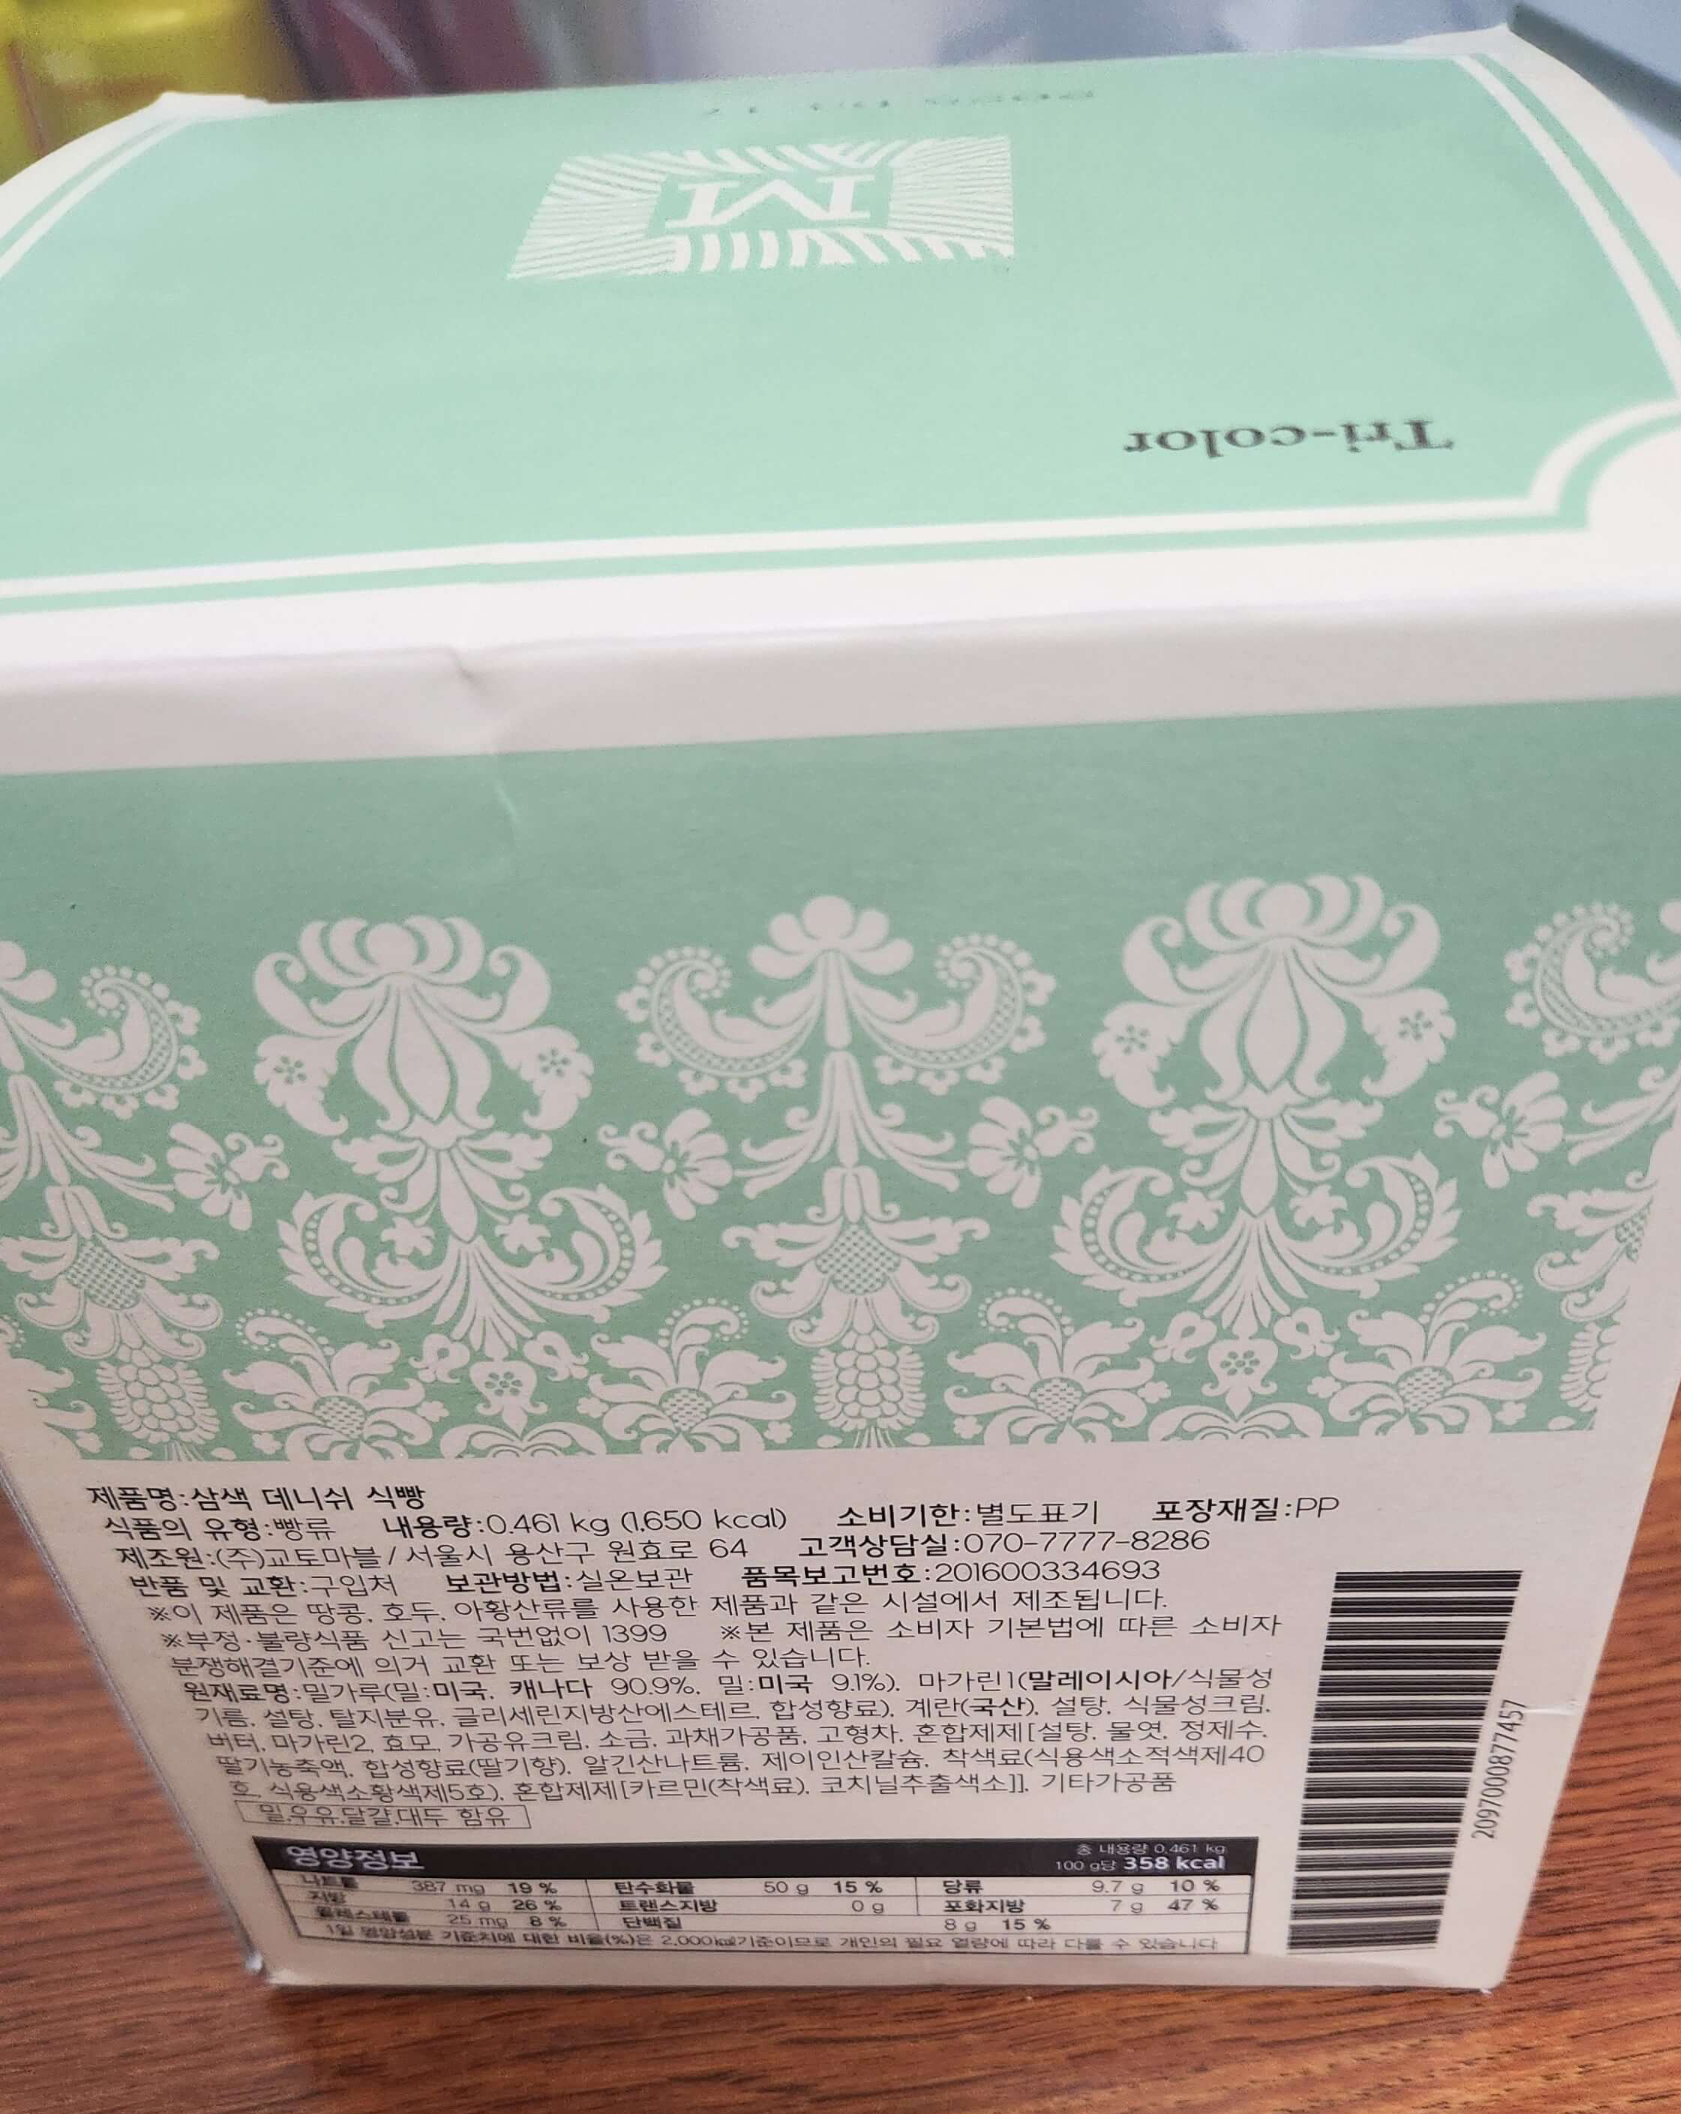 M
Tri-color
제품명:삼색 데니쉬 식빵
식품의 유형:빵류 내용량:0.461 kg (1,650 kcal) 소비기한:별도표기 포장재질:PP
제조원:(주)교토마블/서울시 용산구 원효로 64 고객상담실:070-7777-8286
반품 및 교환:구입처 보관방법:실온보관 품목보고번호:201600334693
※이 제품은 땅콩, 호두, 아황산류를 사용한 제품과 같은 시설에서 제조됩니다.
※부정·불량식품 신고는 국번없이 1399 ※본 제품은 소비자 기본법에 따른 소비자
분쟁해결기준에 의거 교환 또는 보상 받을 수 있습니다.
원재료명:밀가루(밀:미국, 캐나다 90.9%, 밀:미국 9.1%), 마가린1(말레이시아/식물성
기름, 설탕, 탈지분유, 글리세린지방산에스테르, 합성향료), 계란(국산), 설탕, 식물성크림,
버터, 마가린2, 효모, 가공유크림, 소금, 과채가공품, 고형차, 혼합제제[설탕, 물엿, 정제수,
딸기농축액, 합성향료(딸기향), 알긴산나트륨, 제이인산칼슘, 착색료(식용색소적색제40
호, 식용색소황색제5호), 혼합제제[카르민(착색료), 코치닐추출색소]], 기타가공품
밀,우유,달걀,대두 함유
영양정보 총 내용량 0.461 kg
100 g당 358 kcal
나트륨 387 mg 19 % 탄수화물 50 g 15 % 당류 9.7 g 10 %
지방 14 g 26 % 트랜스지방 0 g 포화지방 7 g 47 %
콜레스테롤 25 mg 8 % 단백질 8 g 15 %
1일 영양성분 기준치에 대한 비율(%)은 2,000kcal기준이므로 개인의 필요 열량에 따라 다를 수 있습니다
2097000877457